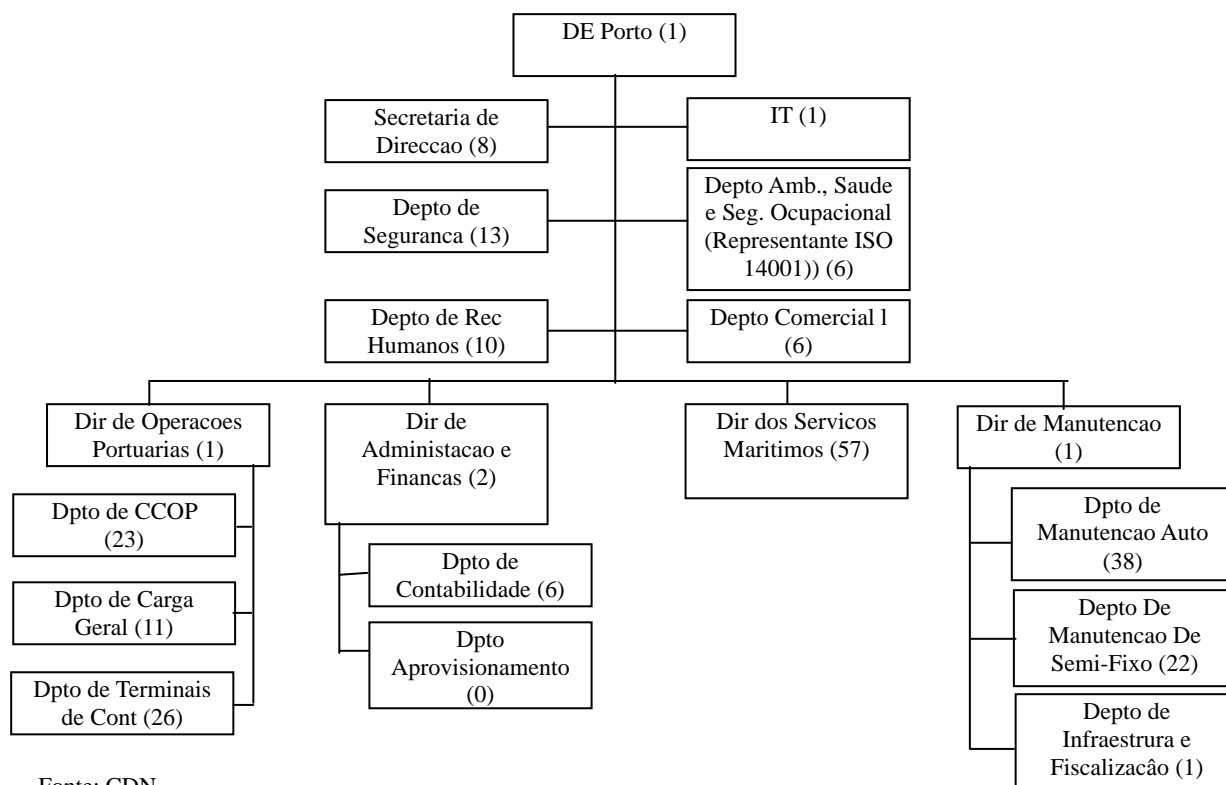 DE Porto (1)
Secretaria de
Direccao (8)
IT (1)
Depto de
Seguranca (13)
Depto Amb., Saude
e Seg. Ocupacional
(Representante ISO
14001)) (6)
Depto de Rec
Humanos (10)
Depto Comercial l
(6)
Dir de Operacoes
Portuarias (1)
Dir de
Administacao e
Financas (2)
Dir dos Servicos
Maritimos (57)
Dir de Manutencao
(1)
Dpto de CCOP
(23)
Dpto de Carga
Geral (11)
Dpto de Terminais
de Cont (26)
Dpto de
Contabilidade (6)
Dpto
Aprovisionamento
(0)
Dpto de
Manutencao Auto
(38)
Depto De
Manutencao De
Semi-Fixo (22)
Depto de
Infraestrura e
Fiscalizacâo (1)
Fonte: CDN